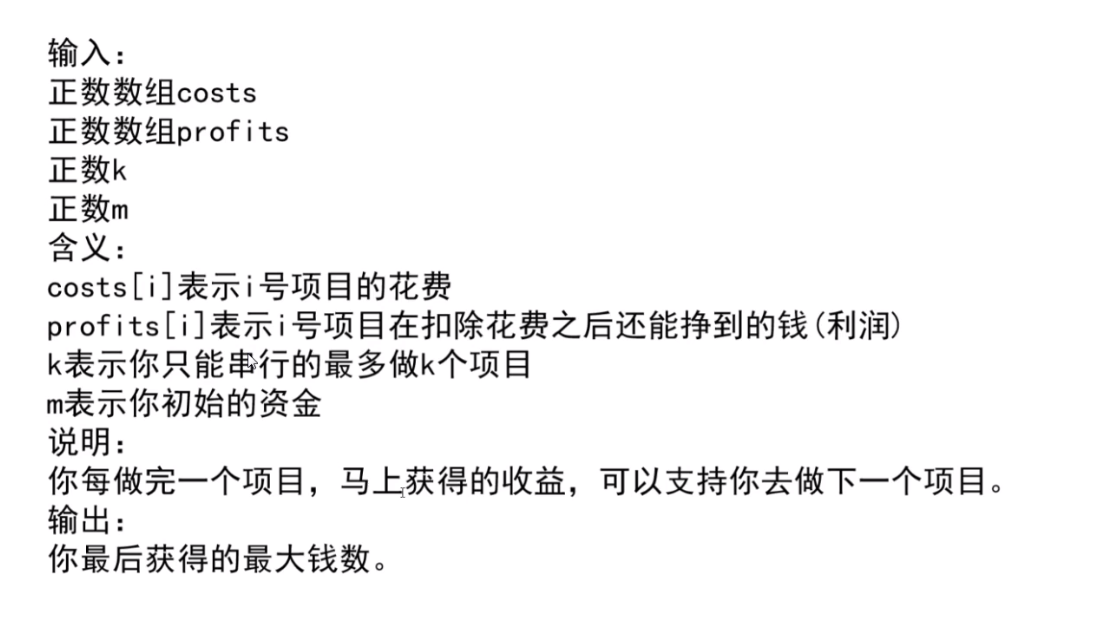 输入：
正数数组costs
正数数组profits
正数k
正数m
含义：
costs[i]表示i号项目的花费
profits[i]表示i号项目在扣除花费之后还能挣到的钱(利润)
k表示你只能串行的最多做k个项目
m表示你初始的资金
说明：
你每做完一个项目，马上获得的收益，可以支持你去做下一个项目。
输出：
你最后获得的最大钱数。